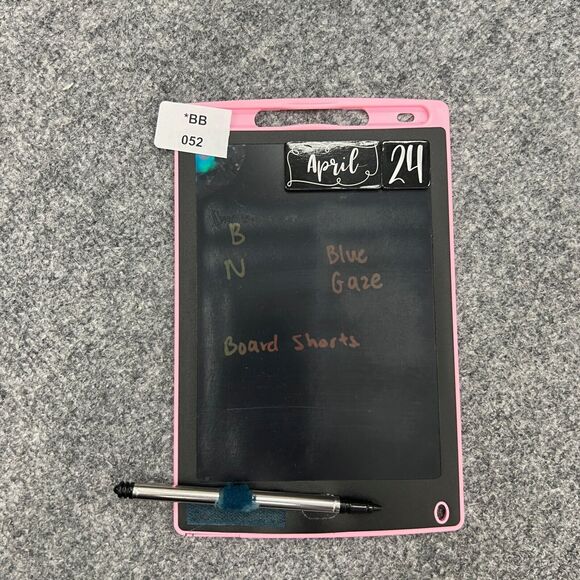 *BB
052
April 24
B
N
Blue
Gaze
Board Shorts